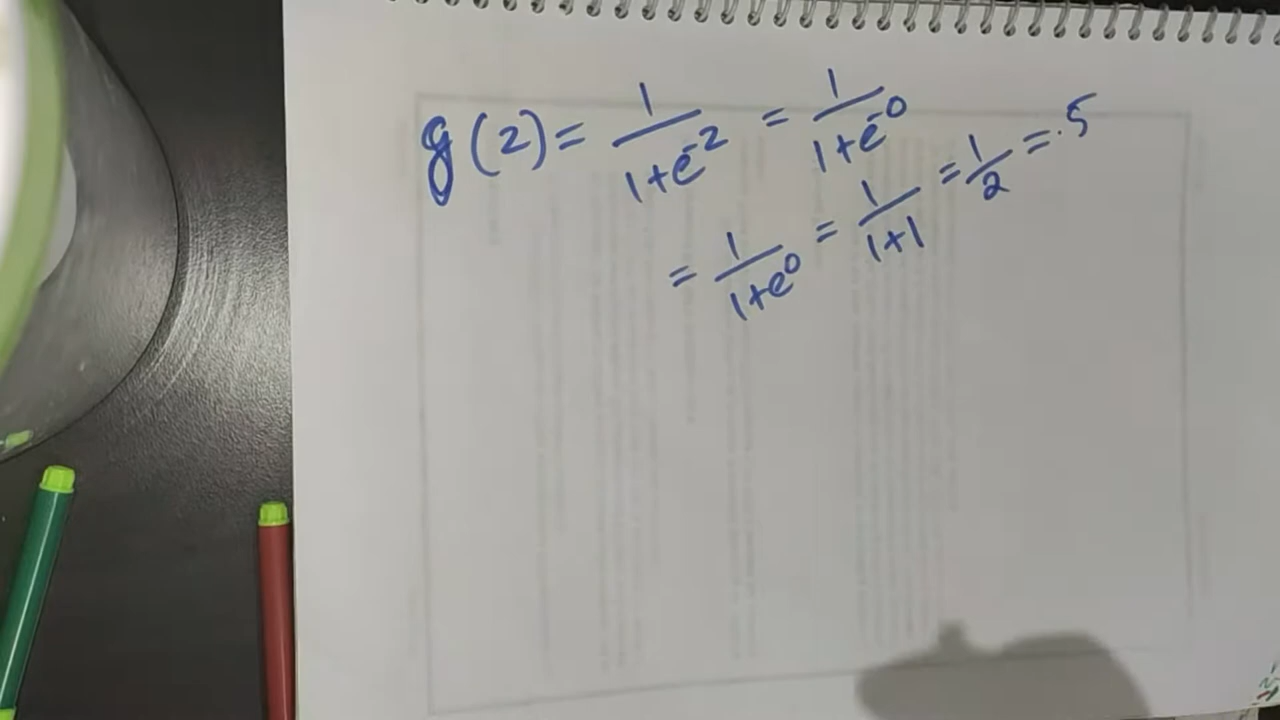 g(2) = 1/(1+e^-2) = 1/(1+e^-0)
= 1/(1+e^0) = 1/(1+1) = 1/2 = .5